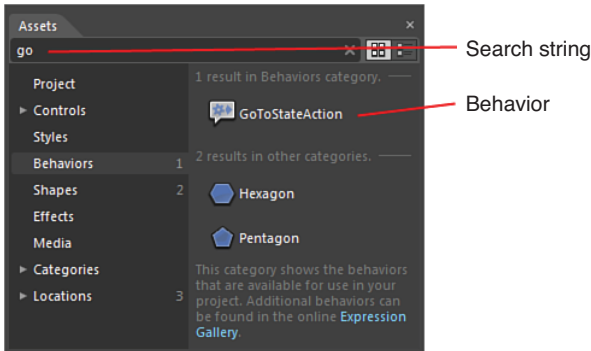 Assets
go
Search string
Project
Controls
Styles
Behaviors 1
Shapes 2
Effects
Media
Categories
Locations 3
1 result in Behaviors category.
GoToStateAction
Behavior
2 results in other categories.
Hexagon
Pentagon
This category shows the behaviors
that are available for use in your
project. Additional behaviors can
be found in the online Expression
Gallery.